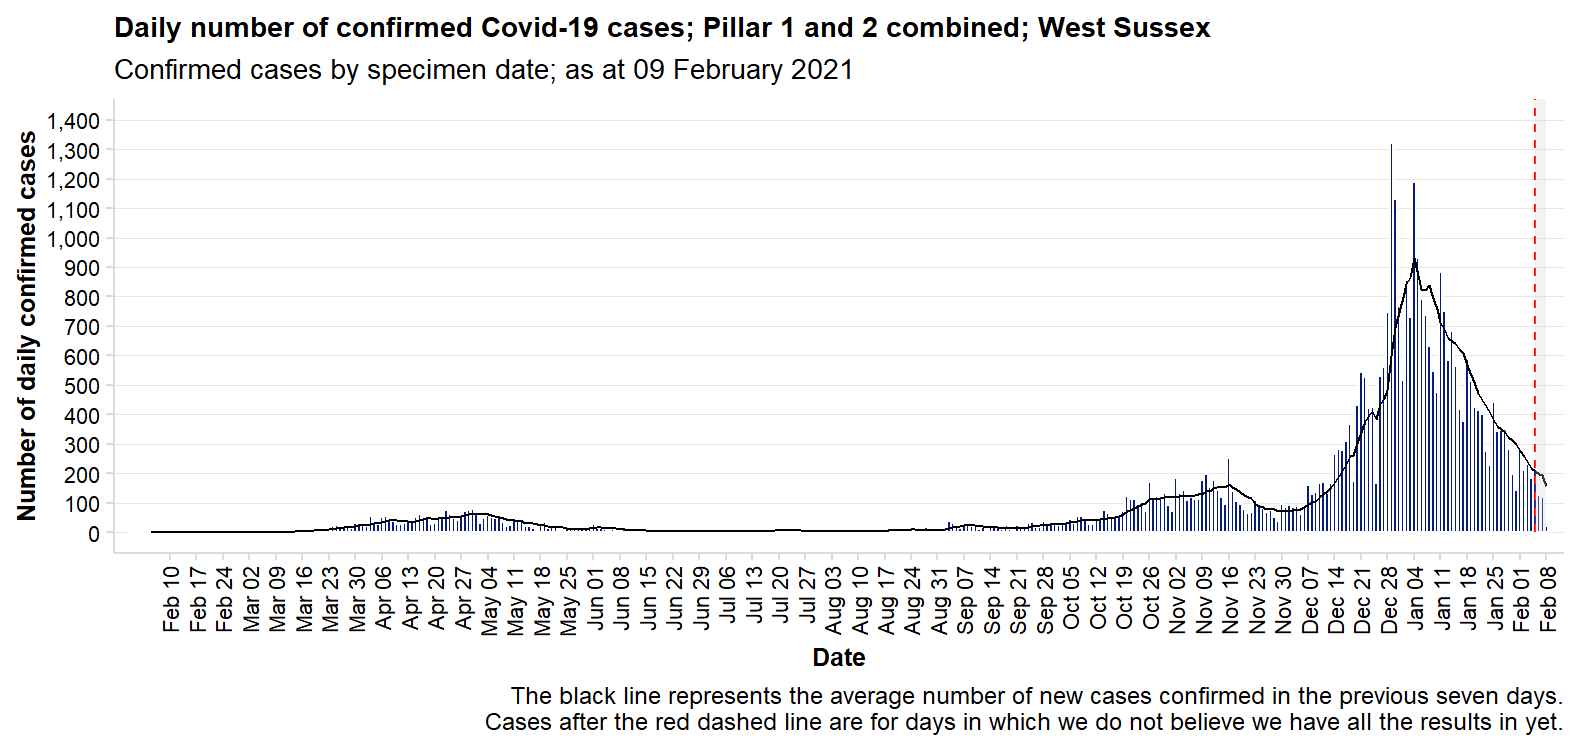 Daily number of confirmed Covid-19 cases; Pillar 1 and 2 combined; West Sussex
Confirmed cases by specimen date; as at 09 February 2021
Number of daily confirmed cases
1,400
1,300
1,200
1,100
1,000
900
800
700
600
500
400
300
200
100
0
Feb 10
Feb 17
Feb 24
Mar 02
Mar 09
Mar 16
Mar 23
Mar 30
Apr 06
Apr 13
Apr 20
Apr 27
May 04
May 11
May 18
May 25
Jun 01
Jun 08
Jun 15
Jun 22
Jun 29
Jul 06
Jul 13
Jul 20
Jul 27
Aug 03
Aug 10
Aug 17
Aug 24
Aug 31
Sep 07
Sep 14
Sep 21
Sep 28
Oct 05
Oct 12
Oct 19
Oct 26
Nov 02
Nov 09
Nov 16
Nov 23
Nov 30
Dec 07
Dec 14
Dec 21
Dec 28
Jan 04
Jan 11
Jan 18
Jan 25
Feb 01
Feb 08
Date
The black line represents the average number of new cases confirmed in the previous seven days.
Cases after the red dashed line are for days in which we do not believe we have all the results in yet.